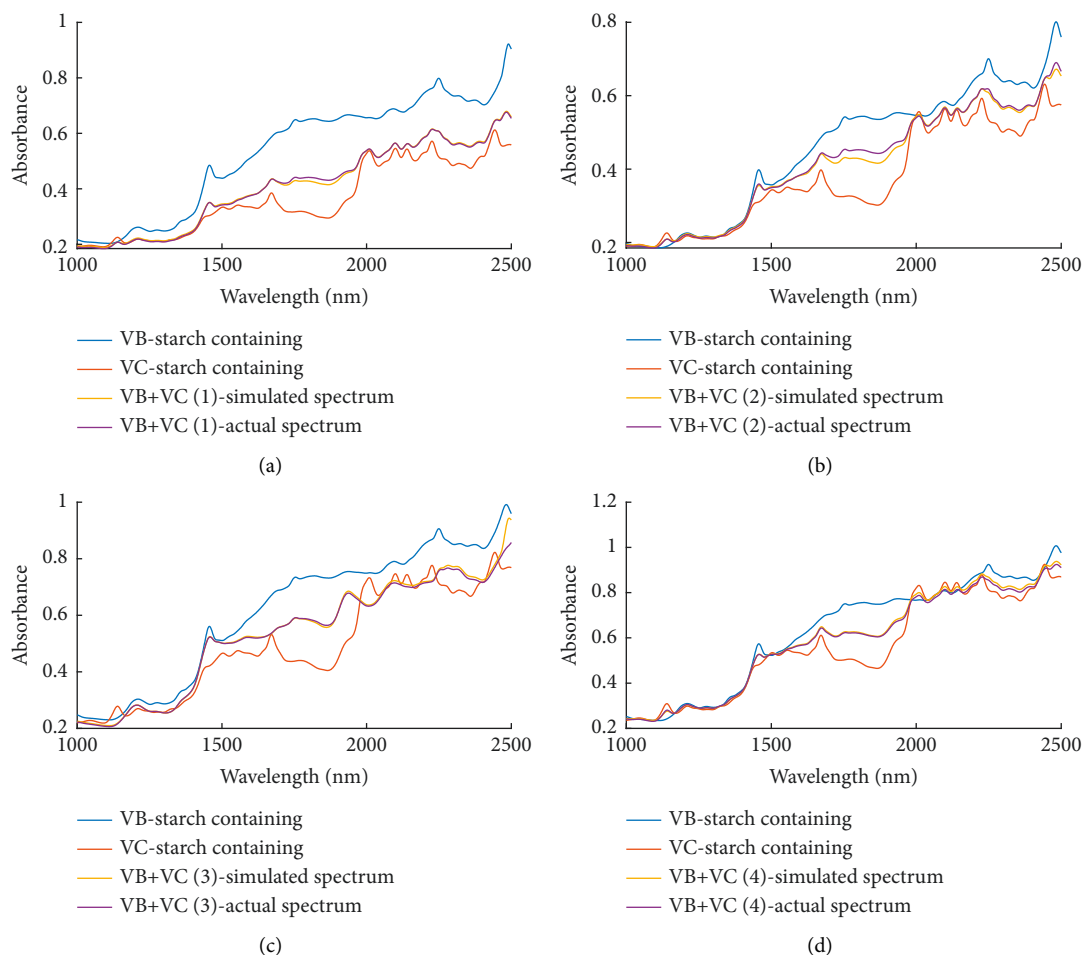 1
0.8
0.6
0.4
0.2
1000
1500
2000
2500
Absorbance
Wavelength (nm)
VB-starch containing
VC-starch containing
VB+VC (1)-simulated spectrum
VB+VC (1)-actual spectrum
(a)
0.8
0.6
0.4
0.2
1000
1500
2000
2500
Absorbance
Wavelength (nm)
VB-starch containing
VC-starch containing
VB+VC (2)-simulated spectrum
VB+VC (2)-actual spectrum
(b)
1
0.8
0.6
0.4
0.2
1000
1500
2000
2500
Absorbance
Wavelength (nm)
VB-starch containing
VC-starch containing
VB+VC (3)-simulated spectrum
VB+VC (3)-actual spectrum
(c)
1.2
1
0.8
0.6
0.4
0.2
1000
1500
2000
2500
Absorbance
Wavelength (nm)
VB-starch containing
VC-starch containing
VB+VC (4)-simulated spectrum
VB+VC (4)-actual spectrum
(d)